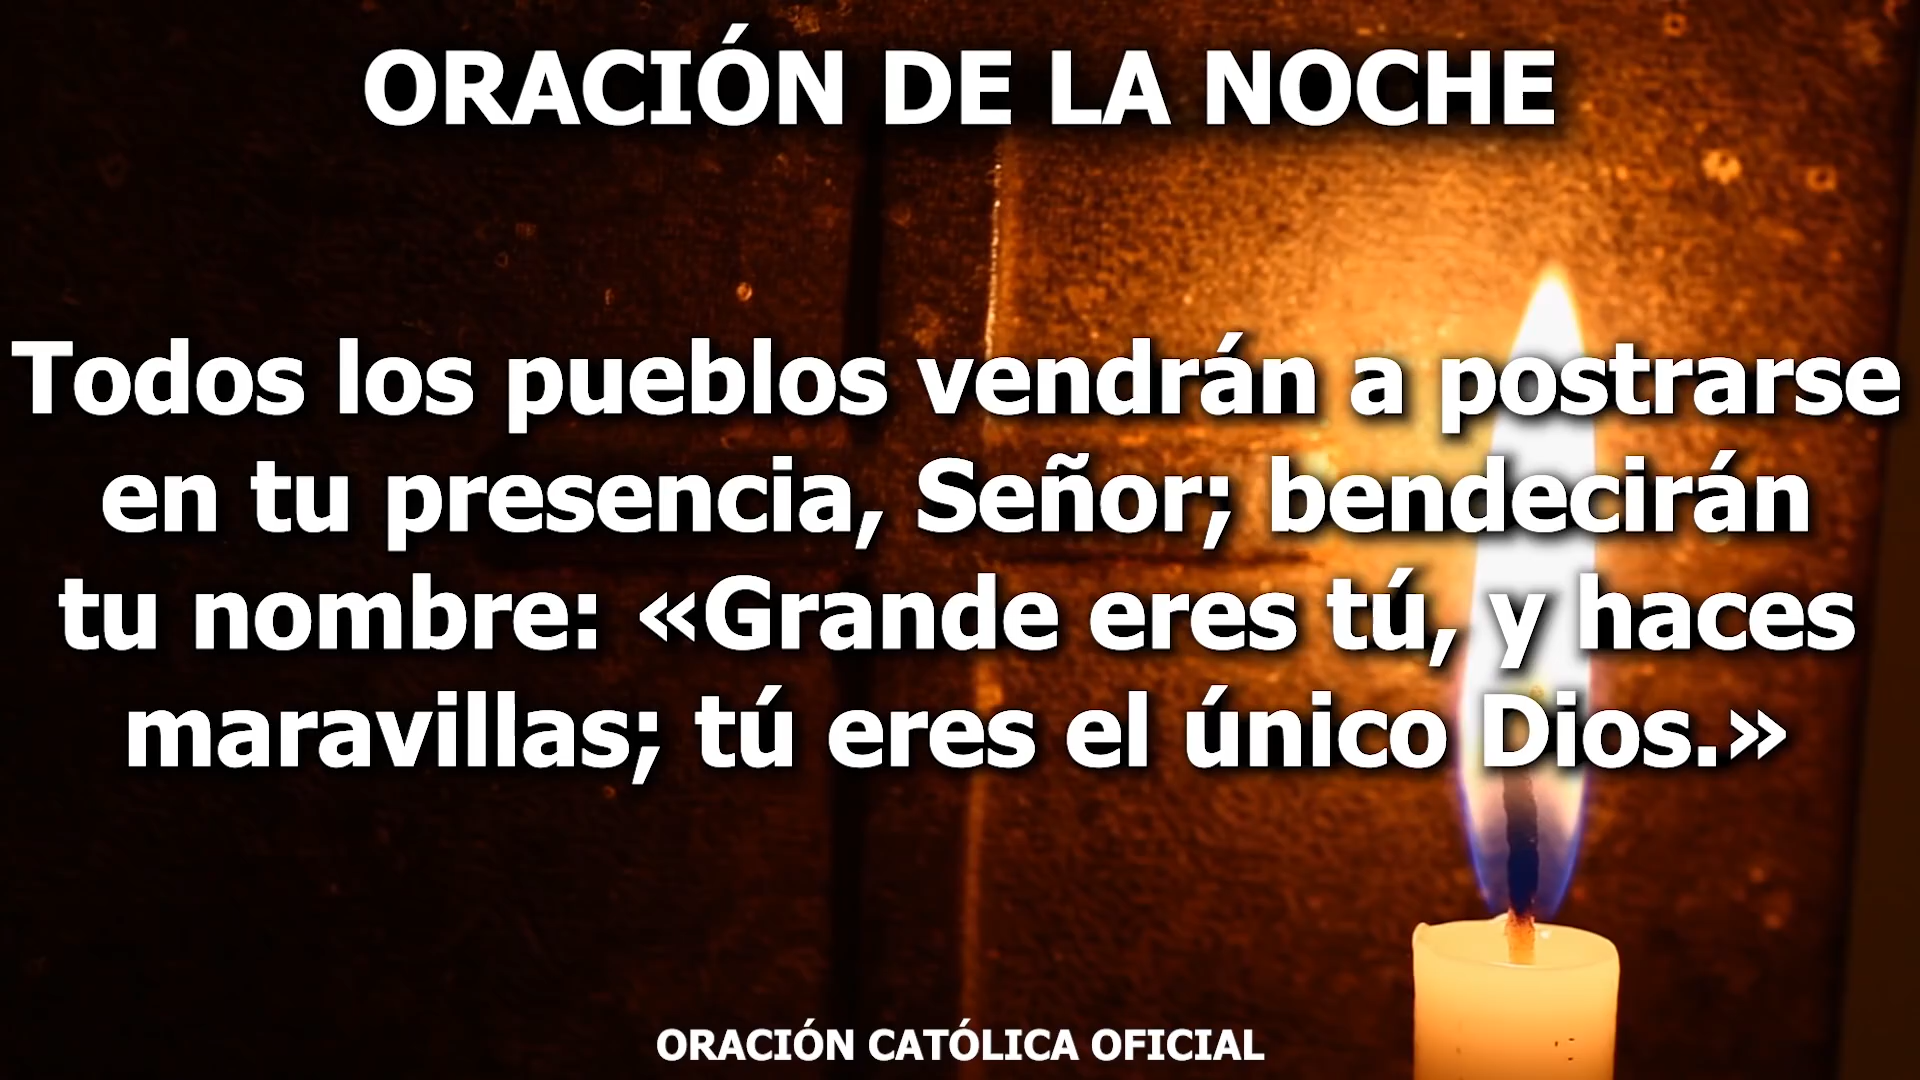 ORACIÓN DE LA NOCHE
Todos los pueblos vendrán a postrarse
en tu presencia, Señor; bendecirán
tu nombre: «Grande eres tú, y haces
maravillas; tú eres el único Dios.»
ORACIÓN CATÓLICA OFICIAL